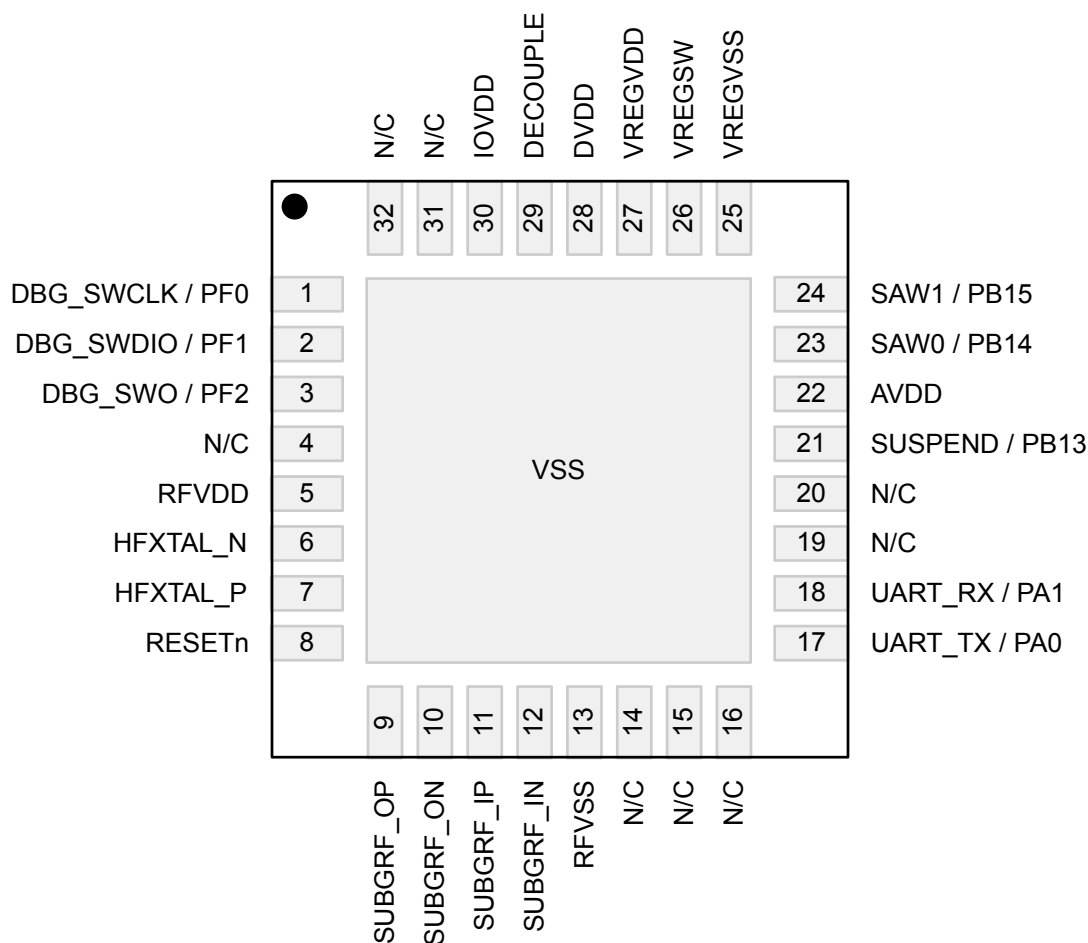 N/C
N/C
IOVDD
DECOUPLE
DVDD
VREGVDD
VREGSW
VREGVSS
32
31
30
29
28
27
26
25
DBG_SWCLK / PF0
1
DBG_SWDIO / PF1
2
DBG_SWO / PF2
3
N/C
4
RFVDD
5
HFXTAL_N
6
HFXTAL_P
7
RESETn
8
VSS
24
SAW1 / PB15
23
SAW0 / PB14
22
AVDD
21
SUSPEND / PB13
20
N/C
19
N/C
18
UART_RX / PA1
17
UART_TX / PA0
9
10
11
12
13
14
15
16
SUBGRF_OP
SUBGRF_ON
SUBGRF_IP
SUBGRF_IN
RFVSS
N/C
N/C
N/C